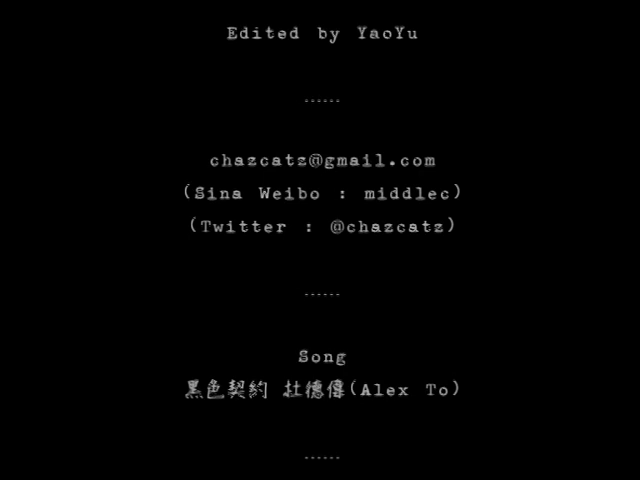 Edited by YaoYu
------
chazcatz@gmail.com
(Sina Weibo : middlec)
(Twitter : @chazcatz)
------
Song
黑色契約 杜德偉(Alex To)
------